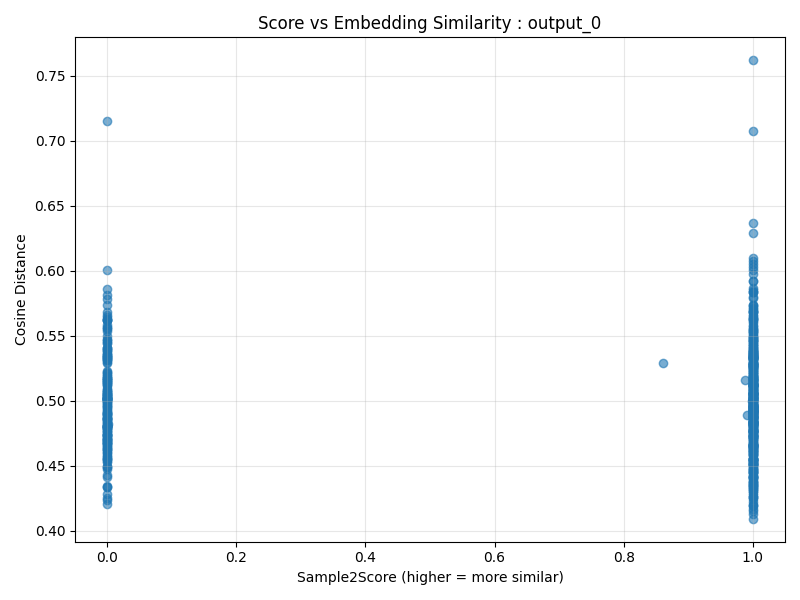 Score vs Embedding Similarity : output_0
Cosine Distance
0.75
0.70
0.65
0.60
0.55
0.50
0.45
0.40
0.0 0.2 0.4 0.6 0.8 1.0
Sample2Score (higher = more similar)